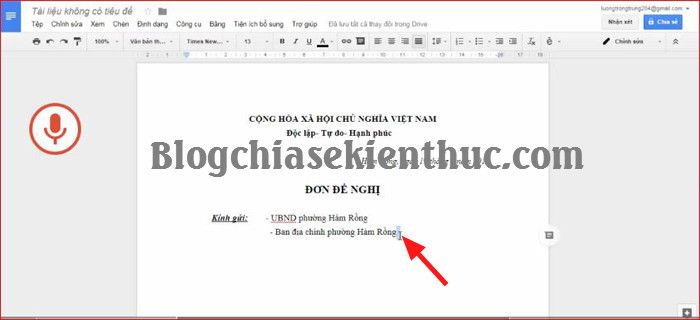 Tài liệu không có tiêu đề
luongtrongtrung204@gmail.com
Tệp Chỉnh sửa Xem Chèn Định dạng Công cụ Bảng Tiện ích bổ sung Trợ giúp Đã lưu tất cả thay đổi trong Drive
Nhận xét Chia sẻ
100% Văn bản th... Times New... 13 Chỉnh sửa
CỘNG HÒA XÃ HỘI CHỦ NGHĨA VIỆT NAM
Độc lập- Tự do- Hạnh phúc
Blogchiasekienthuc.com
ĐƠN ĐỀ NGHỊ
Kính gửi: - UBND phường Hàm Rồng
- Ban địa chính phường Hàm Rồng